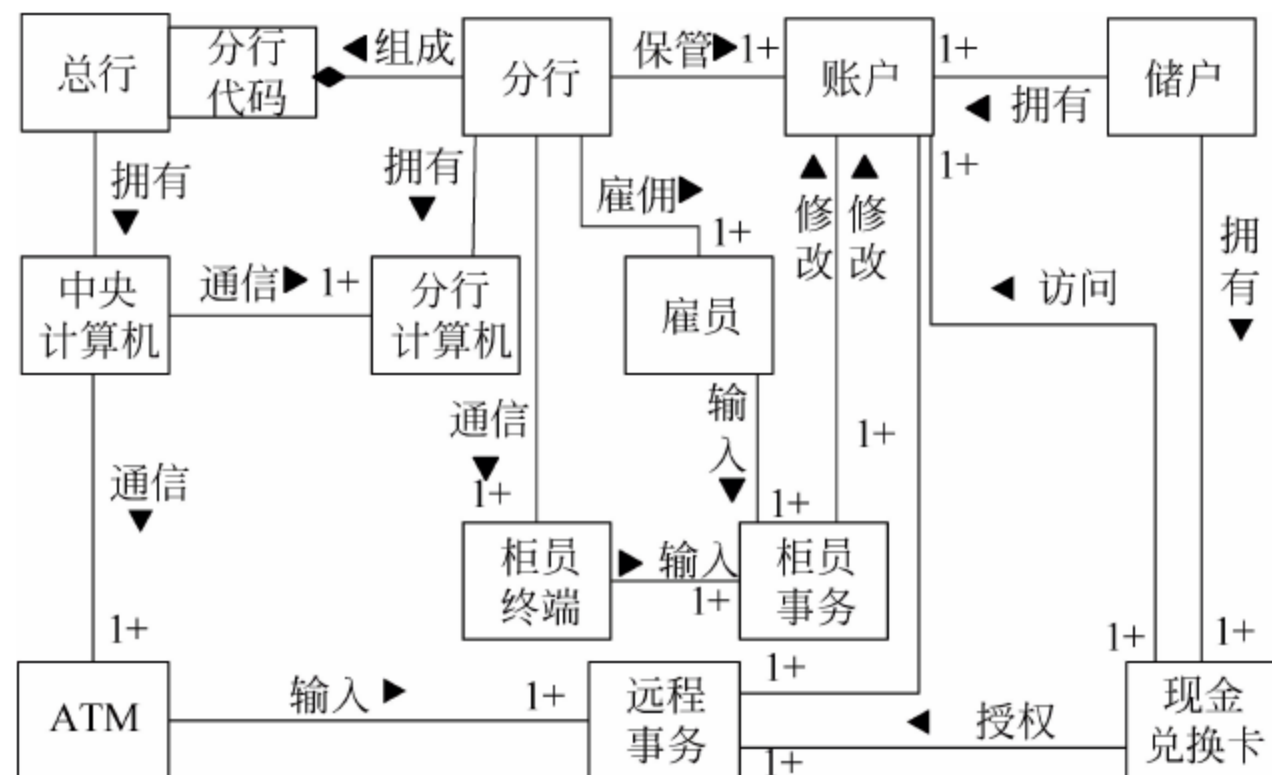 总行
分行
代码
组成
分行
保管
1+
账户
1+
储户
拥有
1+
拥有
拥有
雇佣
1+
修
改
修
改
拥
有
中央
计算机
通信
1+
分行
计算机
雇员
访问
通信
1+
输
入
1+
1+
通信
1+
柜员
终端
输入
1+
柜员
事务
1+
1+
1+
ATM
输入
1+
远程
事务
授权
1+
现金
兑换卡